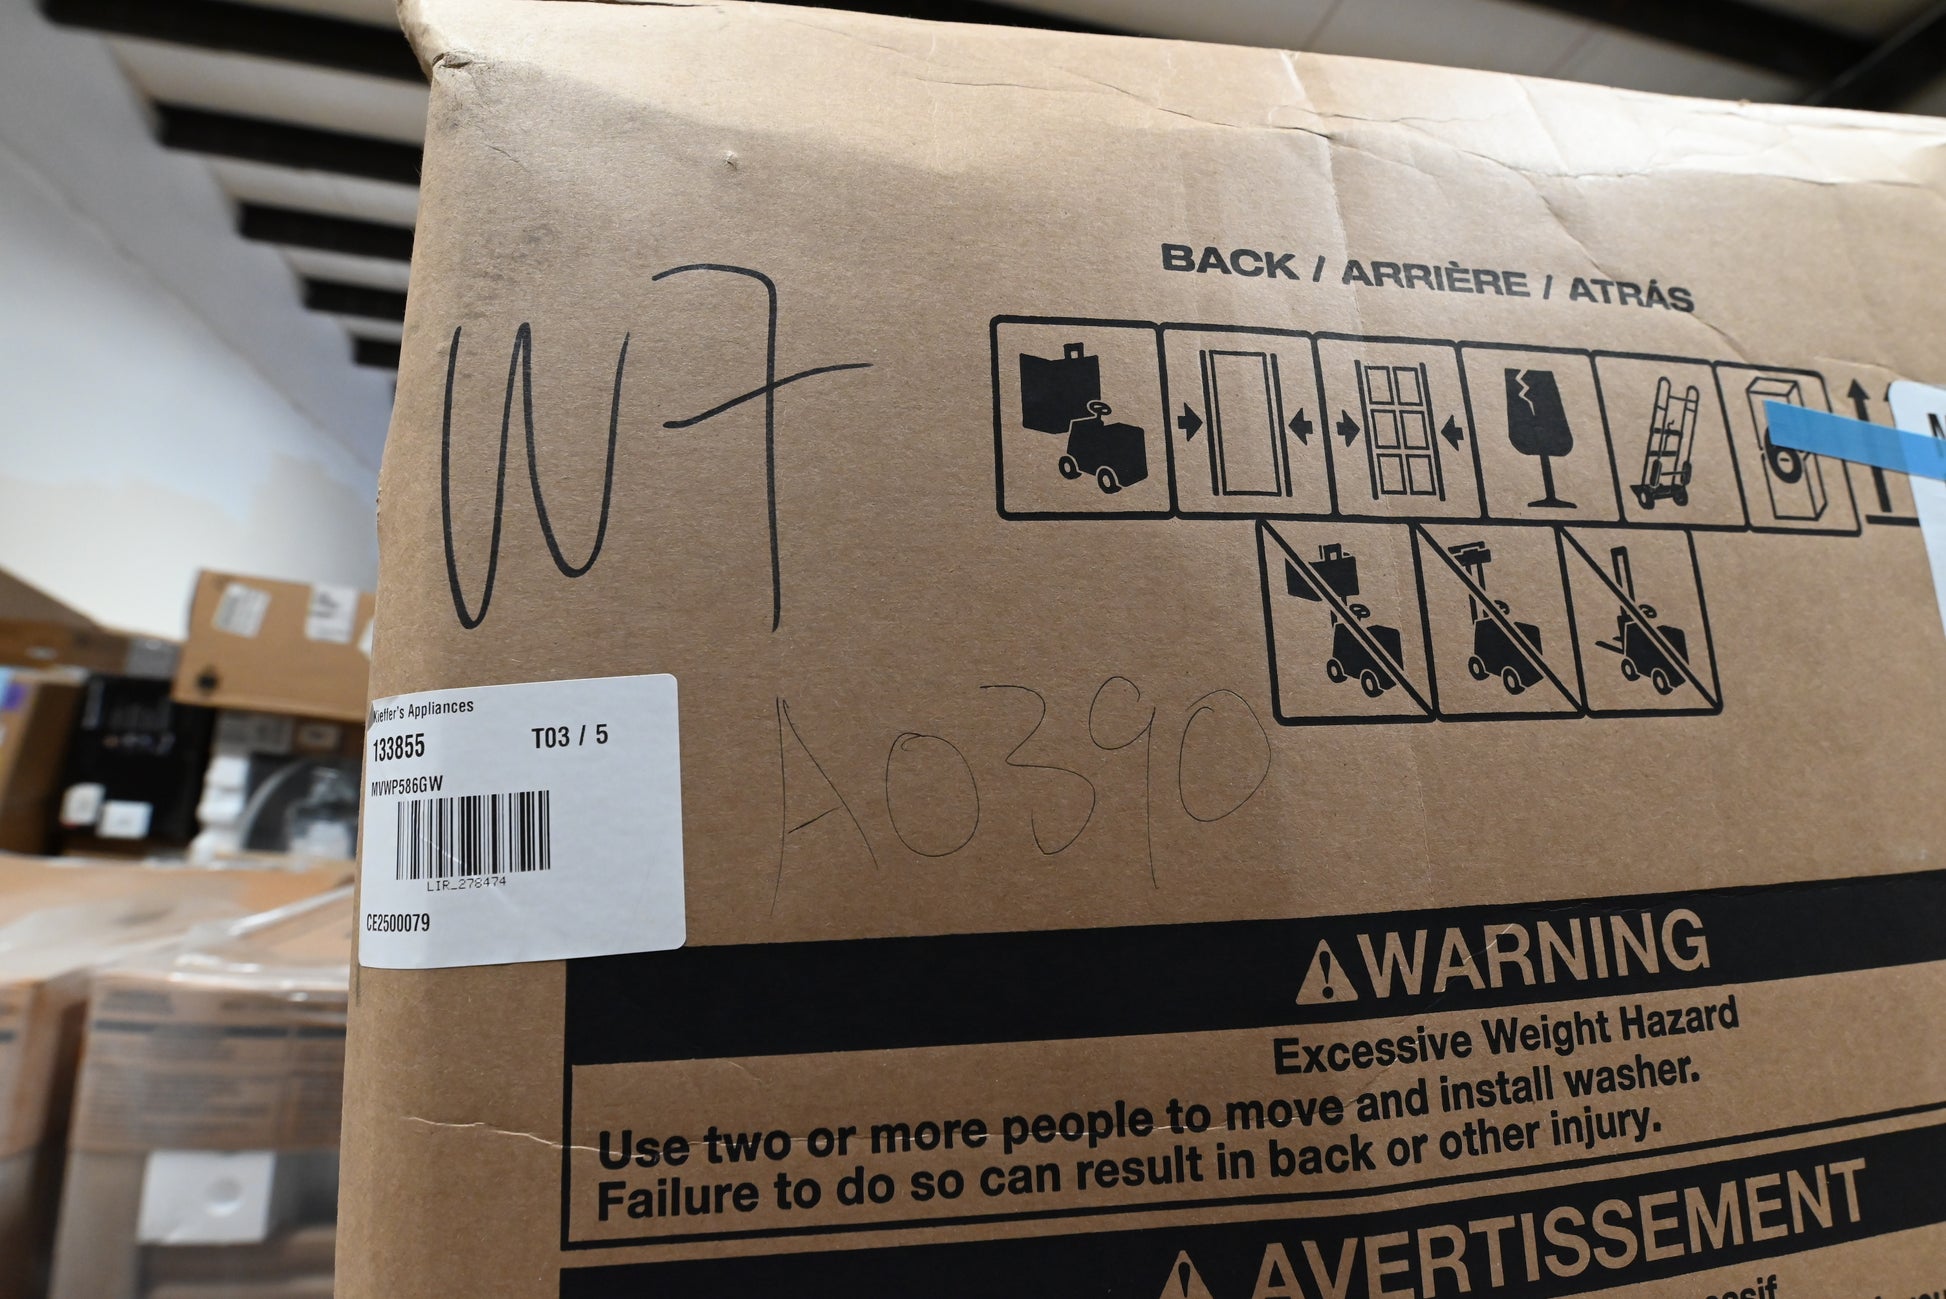 BACK / ARRIÈRE / ATRÁS
W7
Kieffer's Appliances
133855
T03 / 5
MVWP586GW
LIR_278474
CE2500079
A0390
WARNING
Excessive Weight Hazard
Use two or more people to move and install washer.
Failure to do so can result in back or other injury.
AVERTISSEMENT